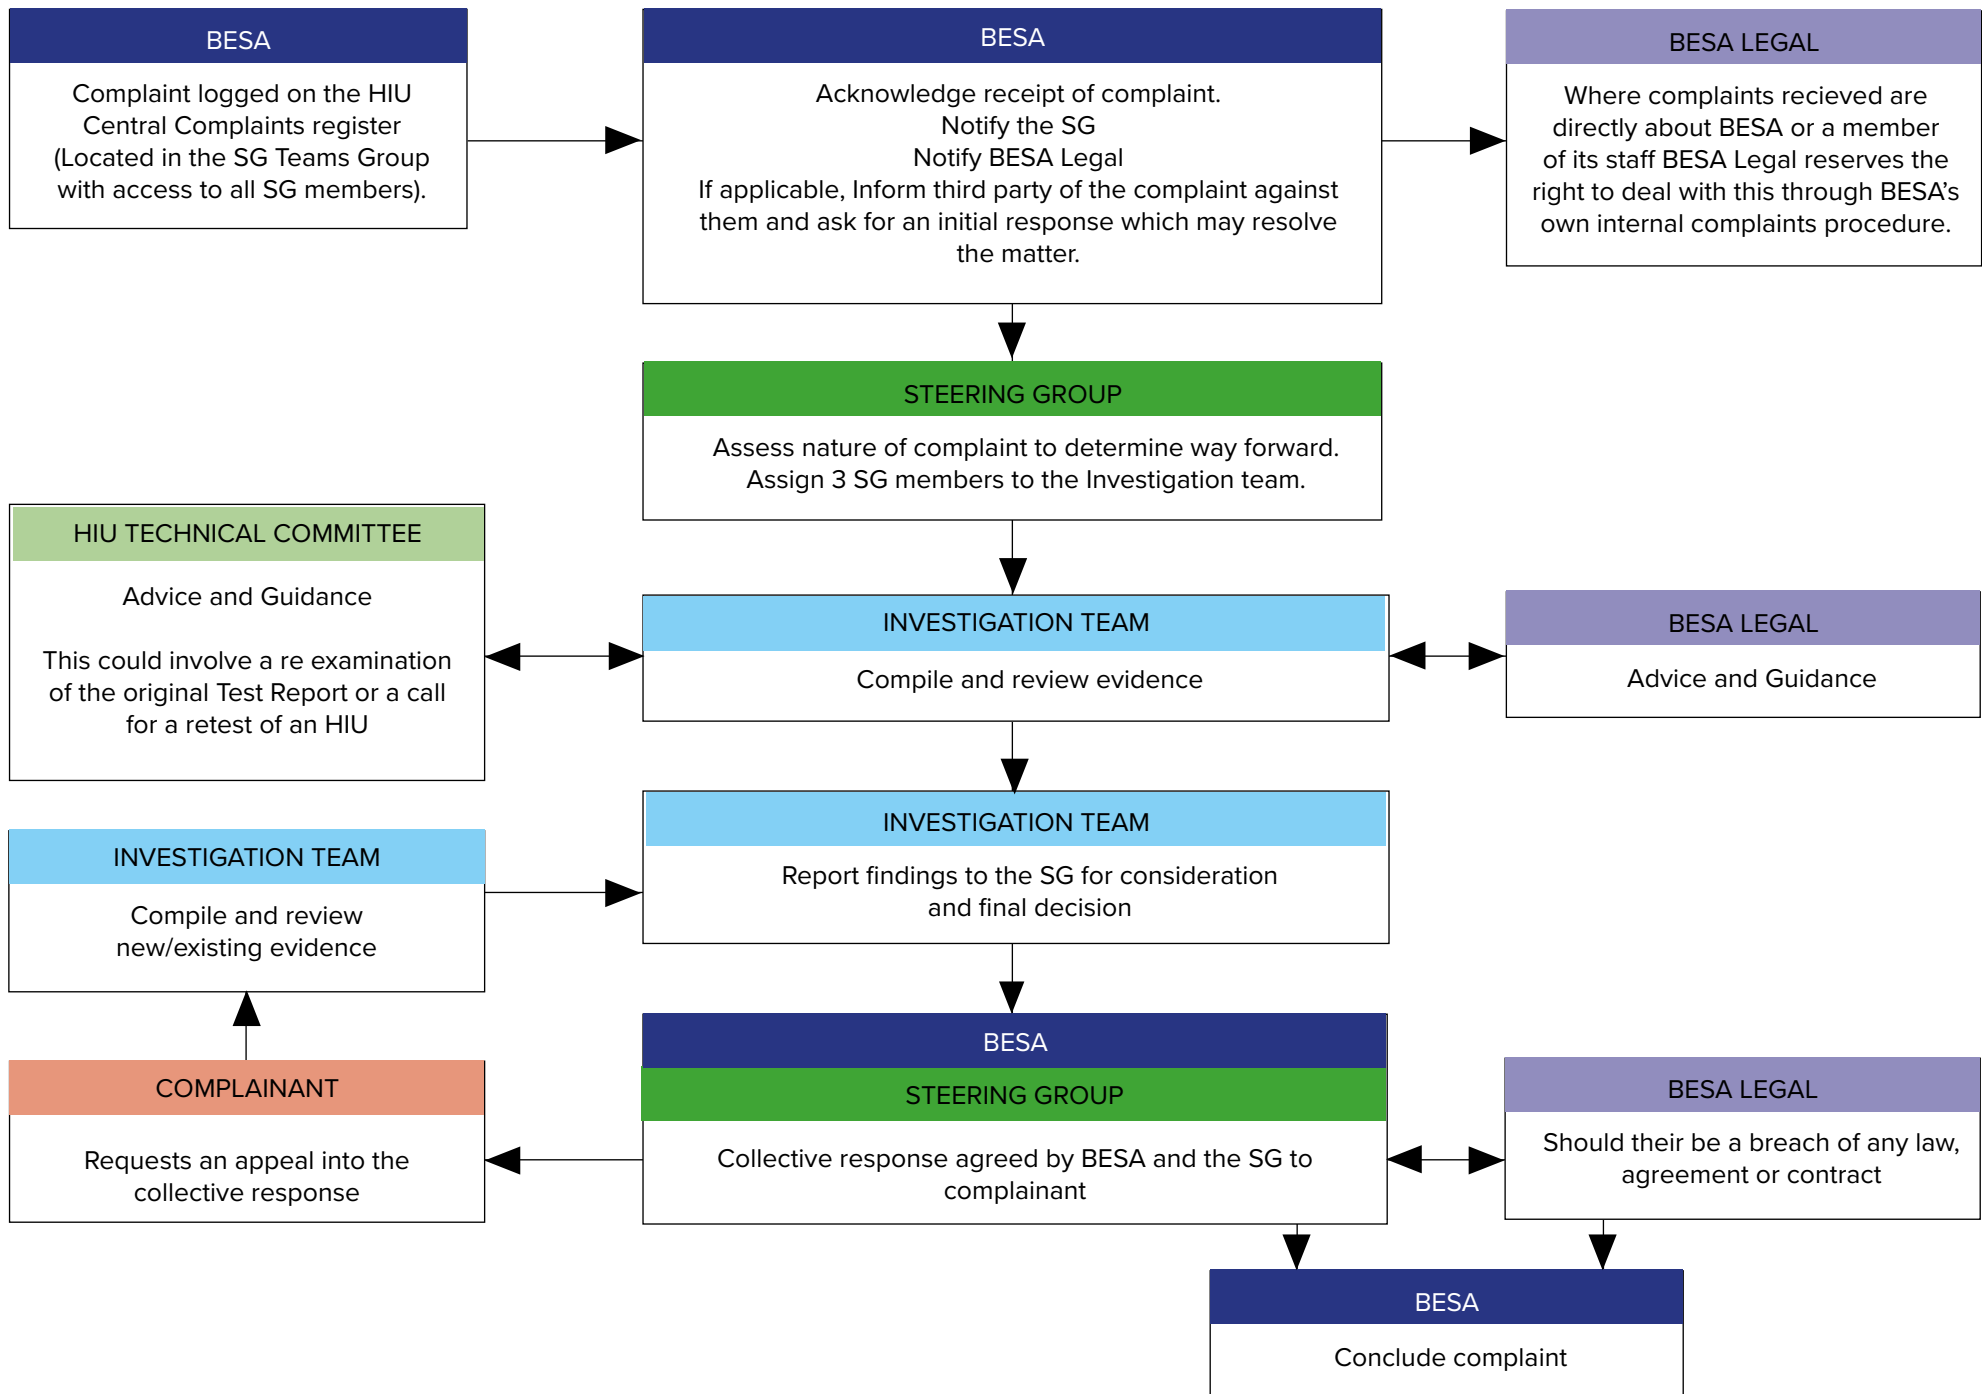 BESA
Complaint logged on the HIU
Central Complaints register
(Located in the SG Teams Group
with access to all SG members).
BESA
Acknowledge receipt of complaint.
Notify the SG
Notify BESA Legal
If applicable, Inform third party of the complaint against
them and ask for an initial response which may resolve
the matter.
BESA LEGAL
Where complaints recieved are
directly about BESA or a member
of its staff BESA Legal reserves the
right to deal with this through BESA’s
own internal complaints procedure.
STEERING GROUP
Assess nature of complaint to determine way forward.
Assign 3 SG members to the Investigation team.
HIU TECHNICAL COMMITTEE
Advice and Guidance
This could involve a re examination
of the original Test Report or a call
for a retest of an HIU
INVESTIGATION TEAM
Compile and review evidence
BESA LEGAL
Advice and Guidance
INVESTIGATION TEAM
Report findings to the SG for consideration
and final decision
INVESTIGATION TEAM
Compile and review
new/existing evidence
COMPLAINANT
Requests an appeal into the
collective response
BESA
STEERING GROUP
Collective response agreed by BESA and the SG to
complainant
BESA LEGAL
Should their be a breach of any law,
agreement or contract
BESA
Conclude complaint